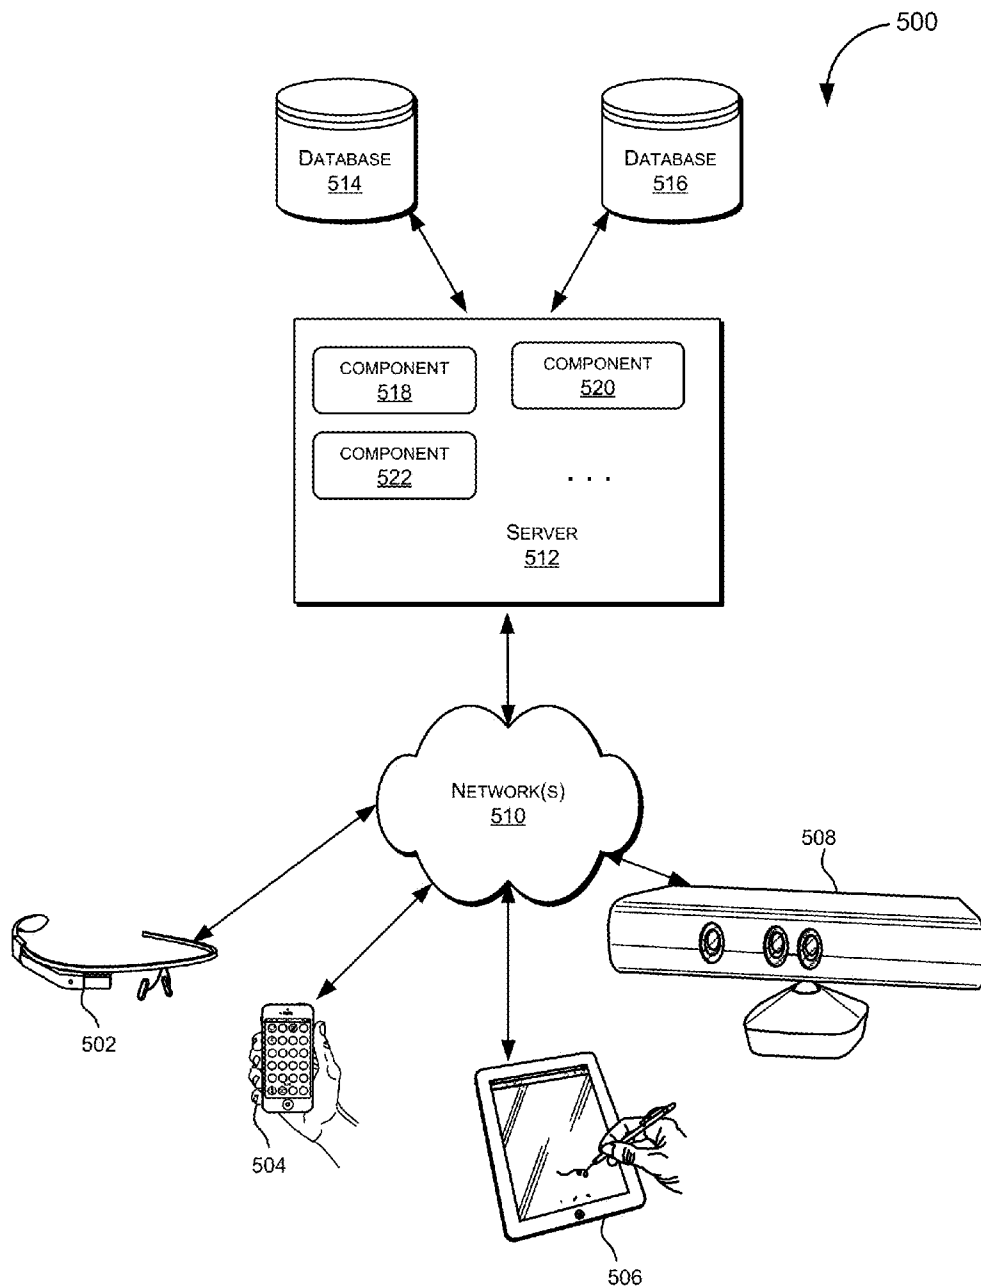 500
DATABASE
514
DATABASE
516
COMPONENT
518
COMPONENT
520
COMPONENT
522
. . .
SERVER
512
NETWORK(S)
510
508
502
504
506